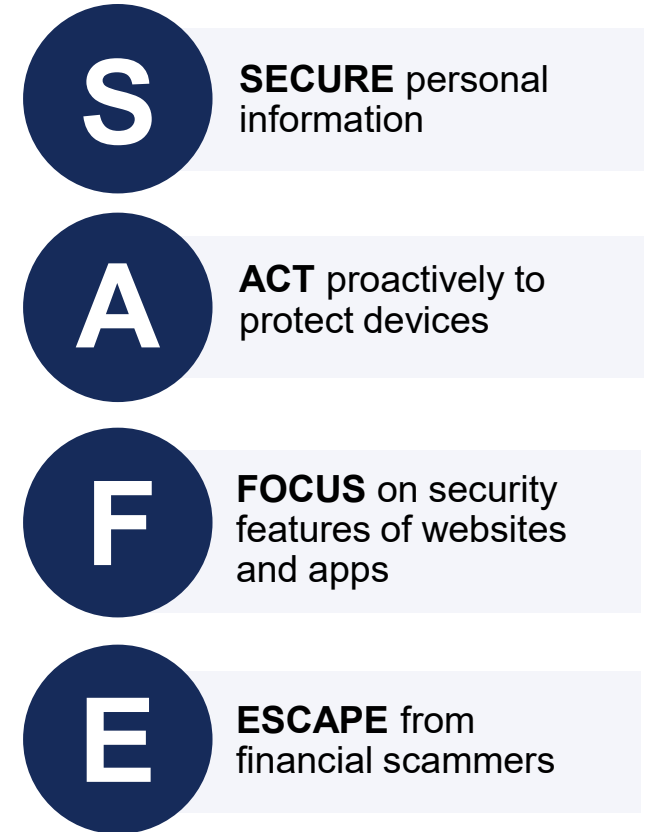 S
SECURE personal
information
A
ACT proactively to
protect devices
F
FOCUS on security
features of websites
and apps
E
ESCAPE from
financial scammers